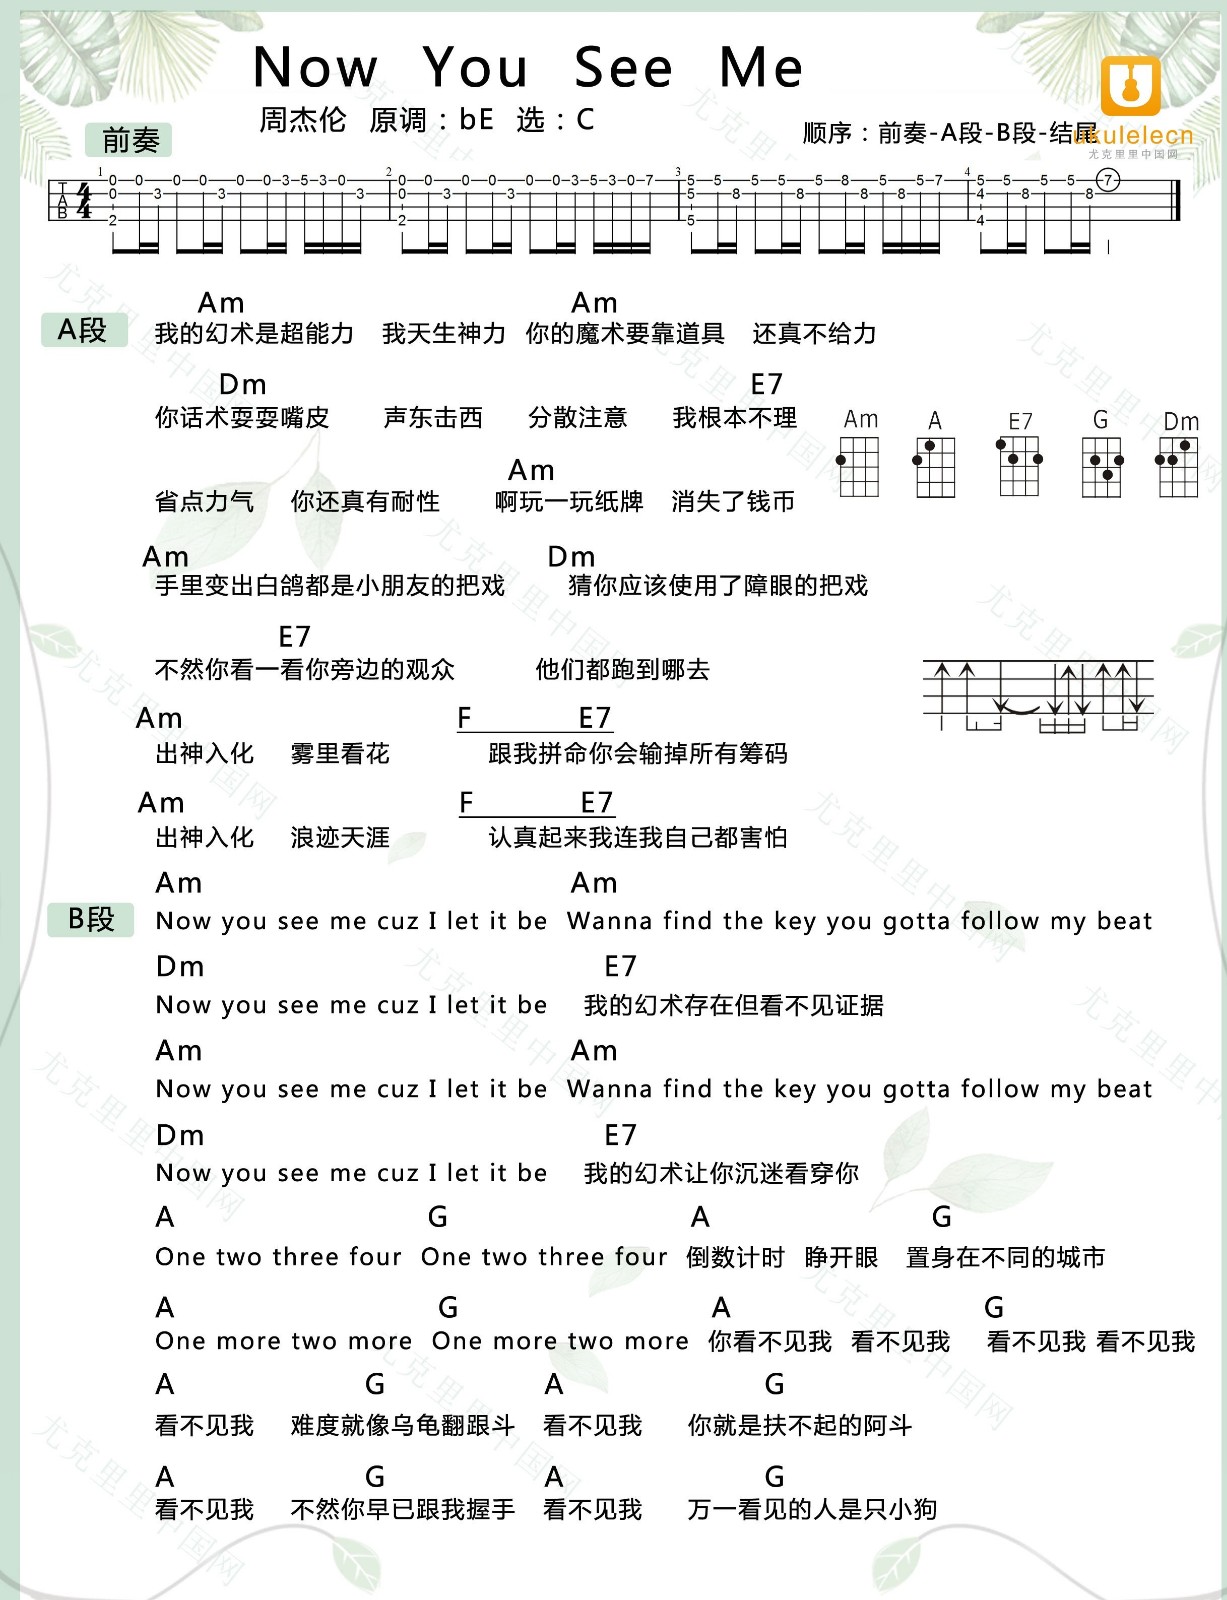 Now You See Me
周杰伦 原调：bE 选：C
顺序：前奏-A段-B段-结尾
ukulelecn
尤克里里中国网
前奏
1 2 3 4
T A B 4 4
0 0 2 0 3 0 0 3 0 0 3 5 3 0 3 0 0 2 0 3 0 0 3 0 0 3 5 3 0 7 5 5 5 5 8 5 5 8 5 8 5 8 5 8 5 7 5 4 4 5 8 5 5 8 7
Am Am
A段
我的幻术是超能力 我天生神力 你的魔术要靠道具 还真不给力
Dm E7
你话术耍耍嘴皮 声东击西 分散注意 我根本不理
Am A E7 G Dm
Am
省点力气 你还真有耐性 啊玩一玩纸牌 消失了钱币
Am Dm
手里变出白鸽都是小朋友的把戏 猜你应该使用了障眼的把戏
E7
不然你看一看你旁边的观众 他们都跑到哪去
Am F E7
出神入化 雾里看花 跟我拼命你会输掉所有筹码
Am F E7
出神入化 浪迹天涯 认真起来我连我自己都害怕
Am Am
B段
Now you see me cuz I let it be Wanna find the key you gotta follow my beat
Dm E7
Now you see me cuz I let it be 我的幻术存在但看不见证据
Am Am
Now you see me cuz I let it be Wanna find the key you gotta follow my beat
Dm E7
Now you see me cuz I let it be 我的幻术让你沉迷看穿你
A G A G
One two three four One two three four 倒数计时 睁开眼 置身在不同的城市
A G A G
One more two more One more two more 你看不见我 看不见我 看不见我 看不见我
A G A G
看不见我 难度就像乌龟翻跟斗 看不见我 你就是扶不起的阿斗
A G A G
看不见我 不然你早已跟我握手 看不见我 万一看见的人是只小狗